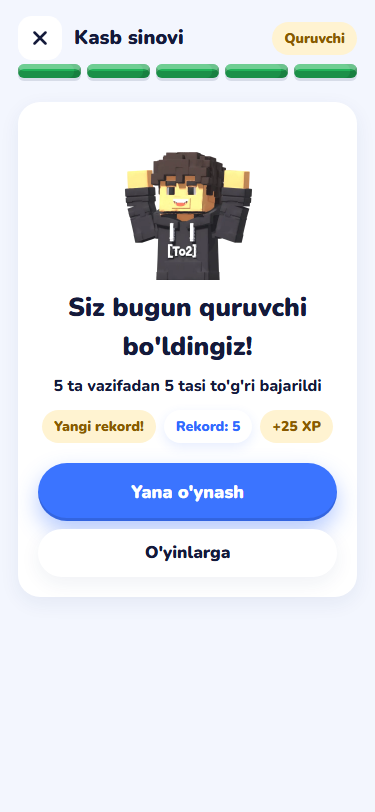 Kasb sinovi
Quruvchi
[To2]
Siz bugun quruvchi
bo'ldingiz!
5 ta vazifadan 5 tasi to'g'ri bajarildi
Yangi rekord!
Rekord: 5
+25 XP
Yana o'ynash
O'yinlarga